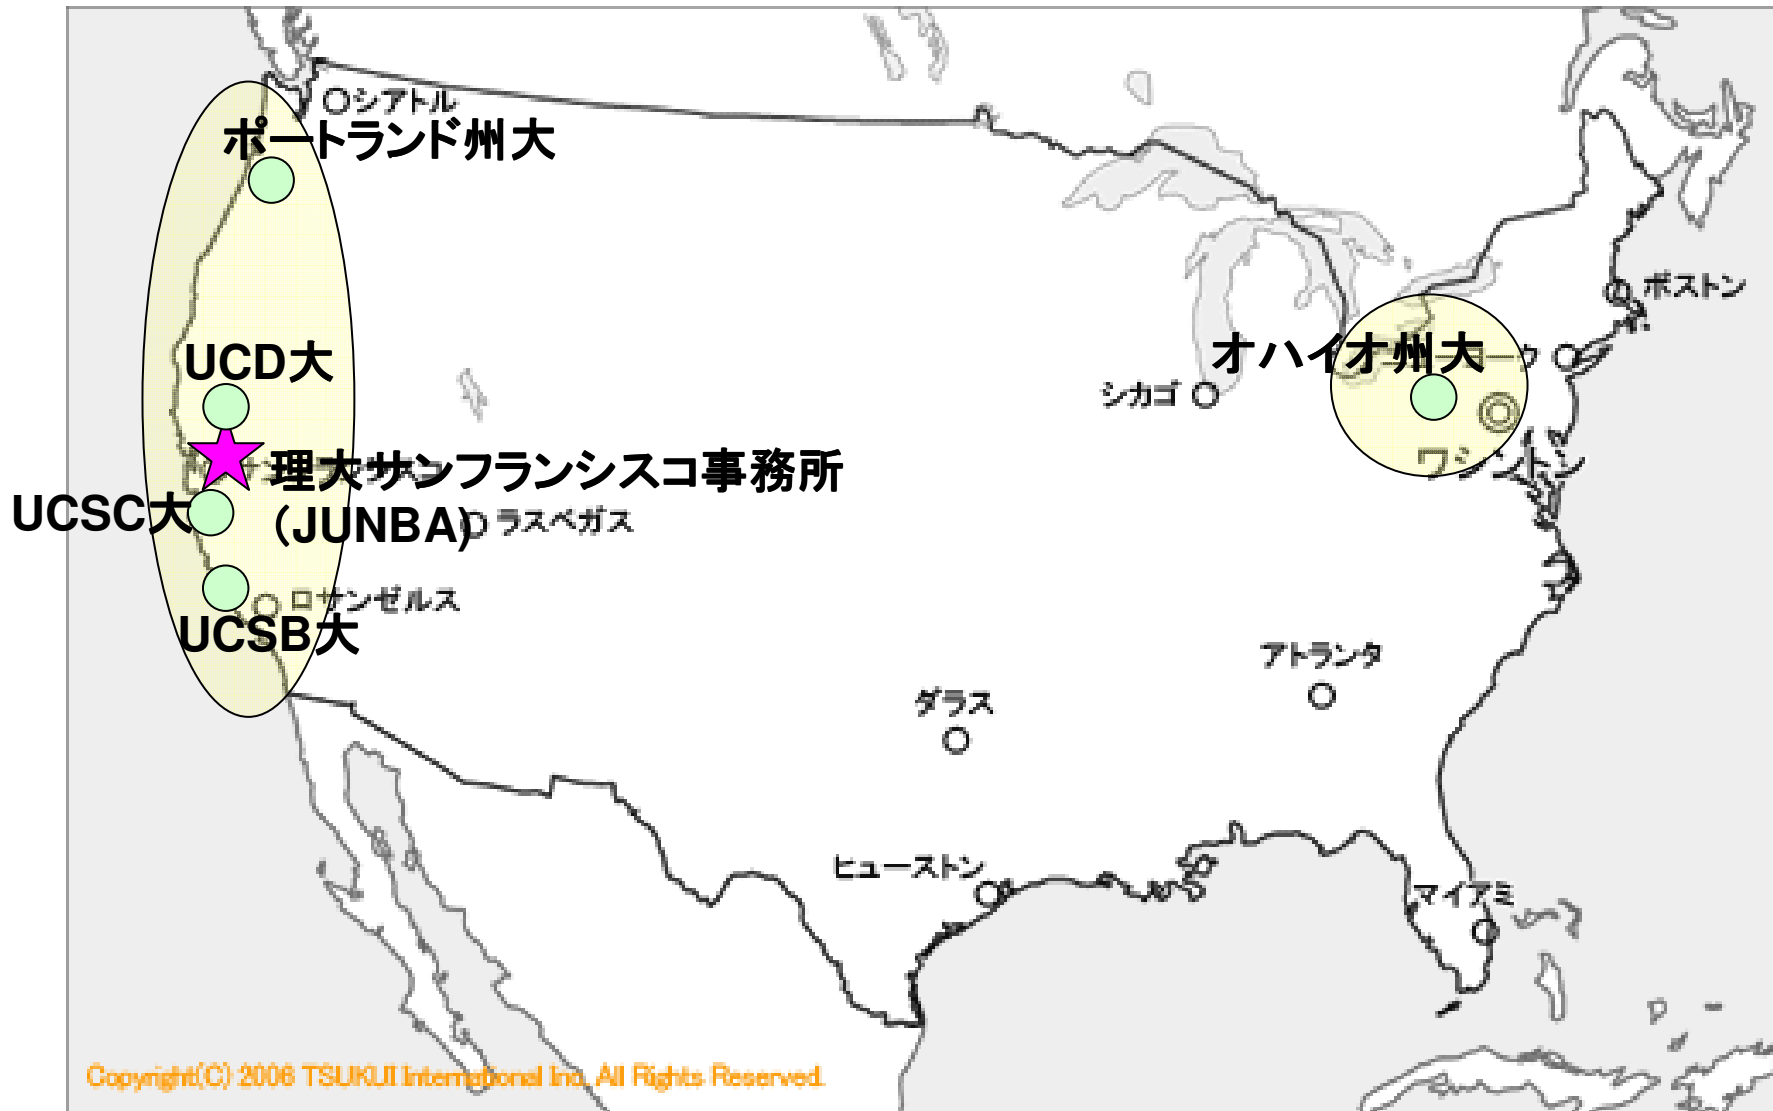 シアトル
ポートランド州大
ボストン
UCD大
オハイオ州大
シカゴ
理大サンフランシスコ事務所
ワシントン
UCSC大
(JUNBA)
ラスベガス
ロサンゼルス
UCSB大
アトランタ
ダラス
ヒューストン
マイアミ
Copyright(C) 2006 TSUKUI International Inc. All Rights Reserved.